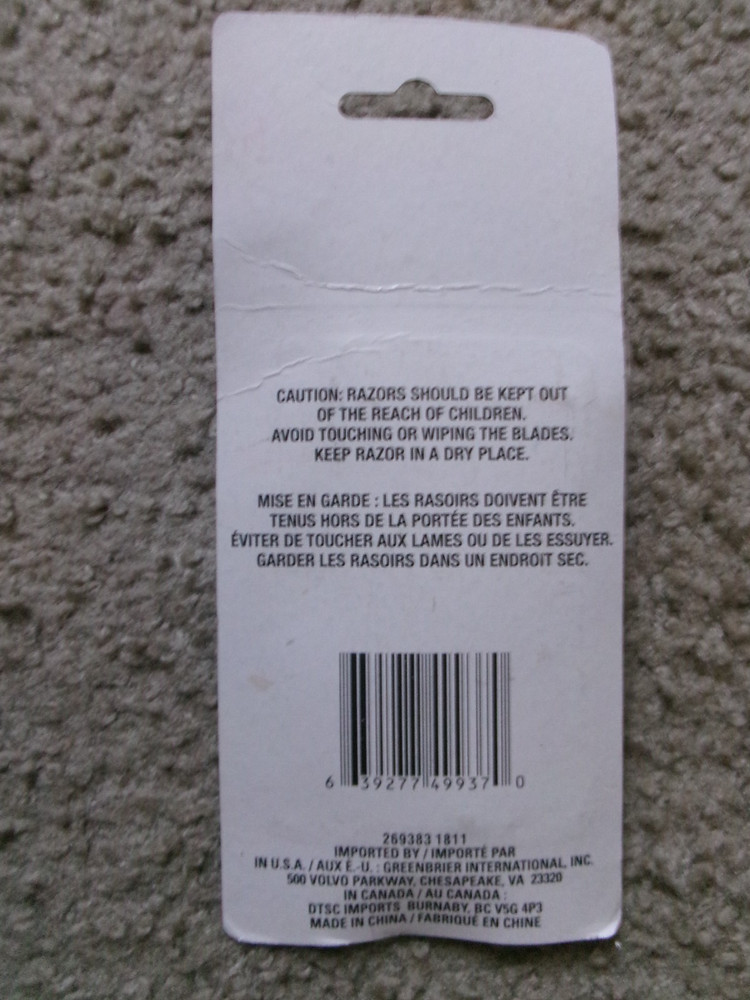 CAUTION: RAZORS SHOULD BE KEPT OUT
OF THE REACH OF CHILDREN.
AVOID TOUCHING OR WIPING THE BLADES.
KEEP RAZOR IN A DRY PLACE.
MISE EN GARDE : LES RASOIRS DOIVENT ÊTRE
TENUS HORS DE LA PORTÉE DES ENFANTS.
ÉVITER DE TOUCHER AUX LAMES OU DE LES ESSUYER.
GARDER LES RASOIRS DANS UN ENDROIT SEC.
6 39277 49937 0
269383 1811
IMPORTED BY / IMPORTÉ PAR
IN U.S.A. / AUX É.-U. : GREENBRIER INTERNATIONAL, INC.
500 VOLVO PARKWAY, CHESAPEAKE, VA 23320
IN CANADA / AU CANADA :
DTSC IMPORTS BURNABY, BC V5G 4P3
MADE IN CHINA / FABRIQUÉ EN CHINE